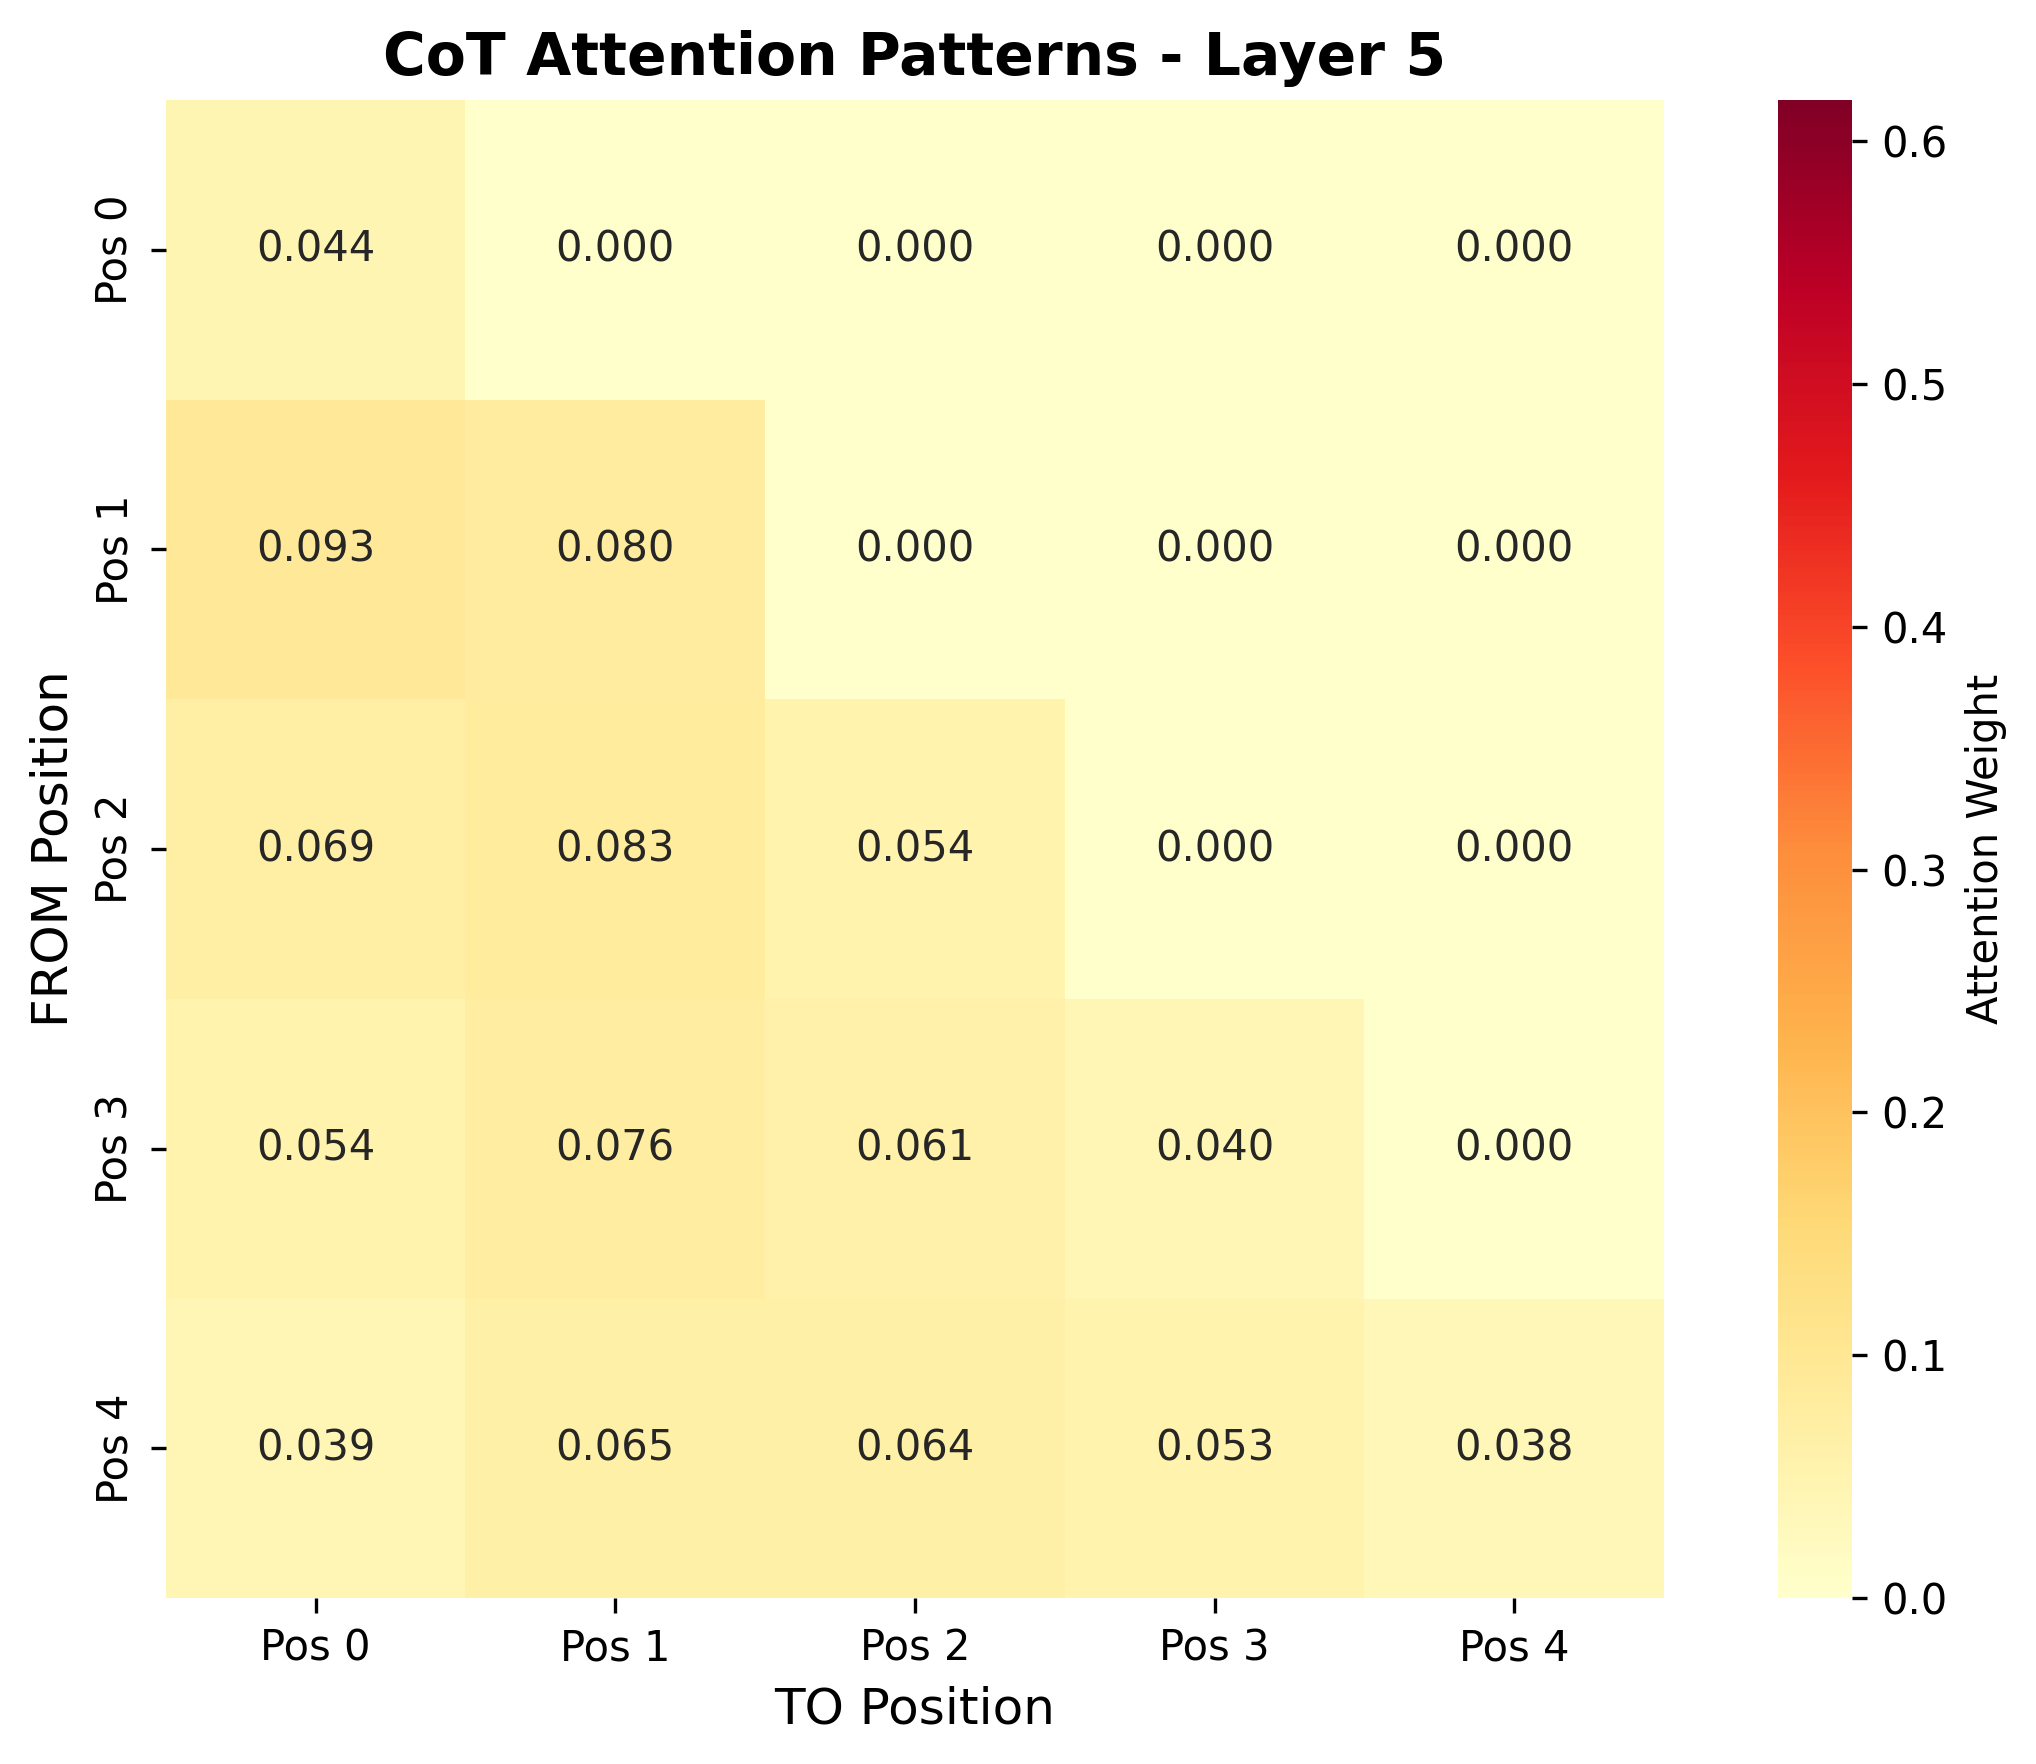 CoT Attention Patterns - Layer 5
Pos 0
0.044 0.000 0.000 0.000 0.000
Pos 1
0.093 0.080 0.000 0.000 0.000
Pos 2
0.069 0.083 0.054 0.000 0.000
Pos 3
0.054 0.076 0.061 0.040 0.000
Pos 4
0.039 0.065 0.064 0.053 0.038
FROM Position
Pos 0 Pos 1 Pos 2 Pos 3 Pos 4
TO Position
0.6
0.5
0.4
0.3
0.2
0.1
0.0
Attention Weight